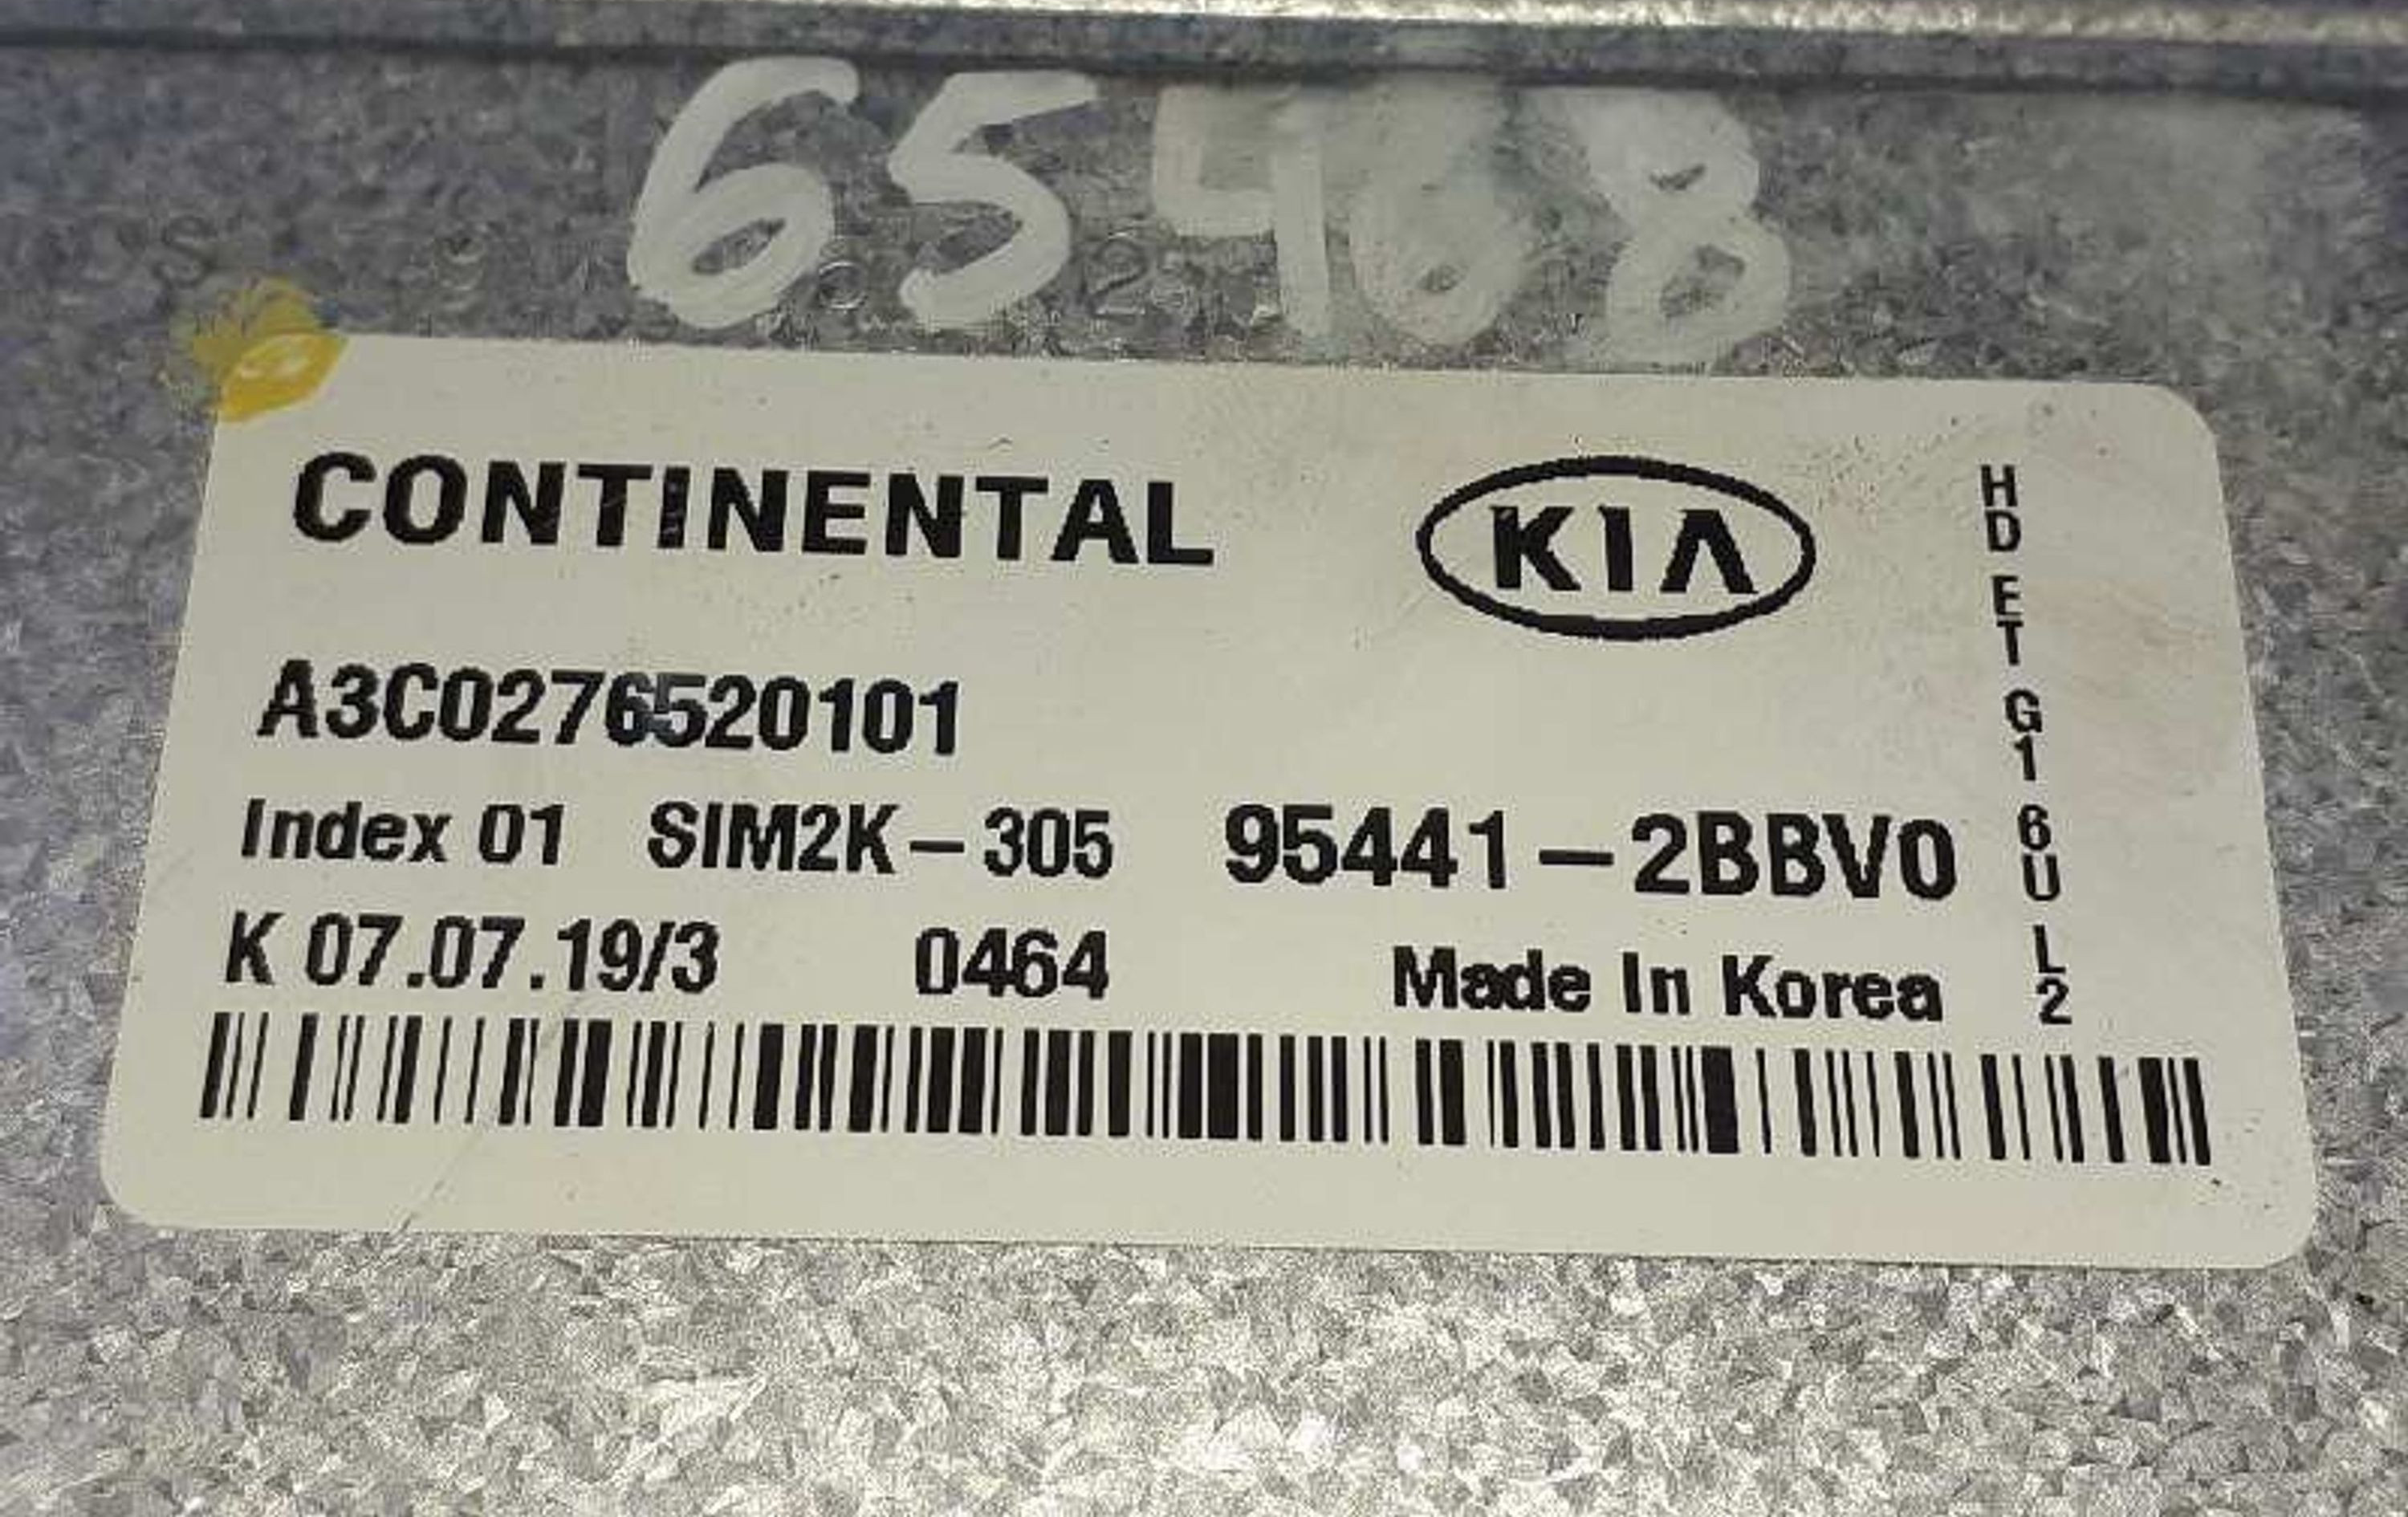 65468
CONTINENTAL
KIA
A3C0276520101
Index 01 SIM2K-305 95441-2BBV0
K 07.07.19/3 0464 Made In Korea
HD ET G1 6U L2